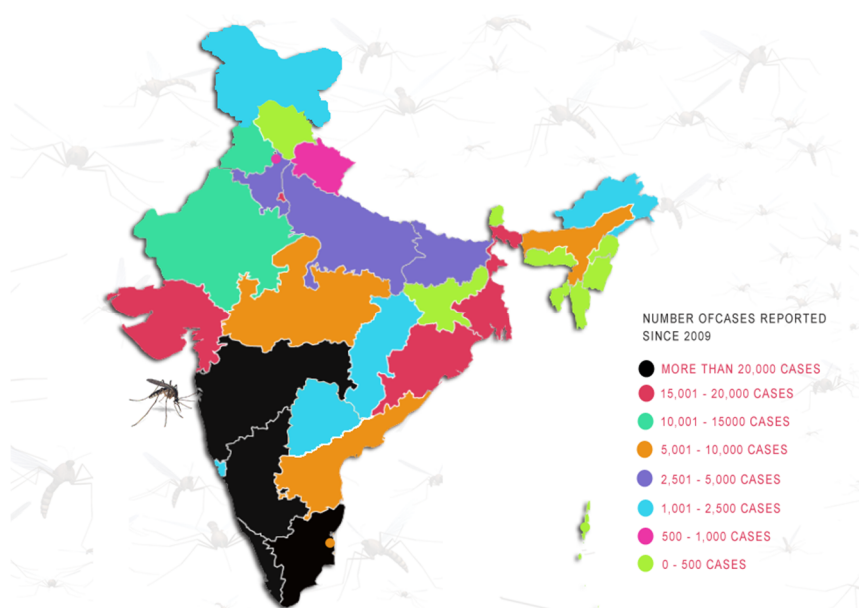 NUMBER OFCASES REPORTED
SINCE 2009
MORE THAN 20,000 CASES
15,001 - 20,000 CASES
10,001 - 15000 CASES
5,001 - 10,000 CASES
2,501 - 5,000 CASES
1,001 - 2,500 CASES
500 - 1,000 CASES
0 - 500 CASES